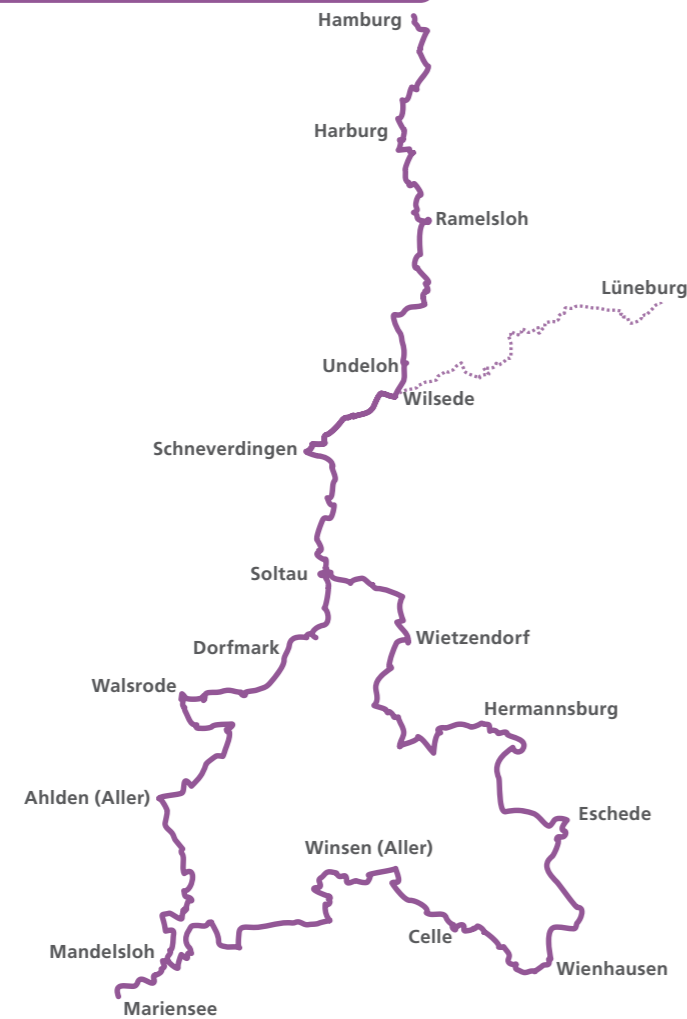 Hamburg
Harburg
Ramelsloh
Lüneburg
Undeloh
Wilsede
Schneverdingen
Soltau
Wietzendorf
Dorfmark
Walsrode
Hermannsburg
Ahlden (Aller)
Eschede
Winsen (Aller)
Celle
Mandelsloh
Wienhausen
Mariensee